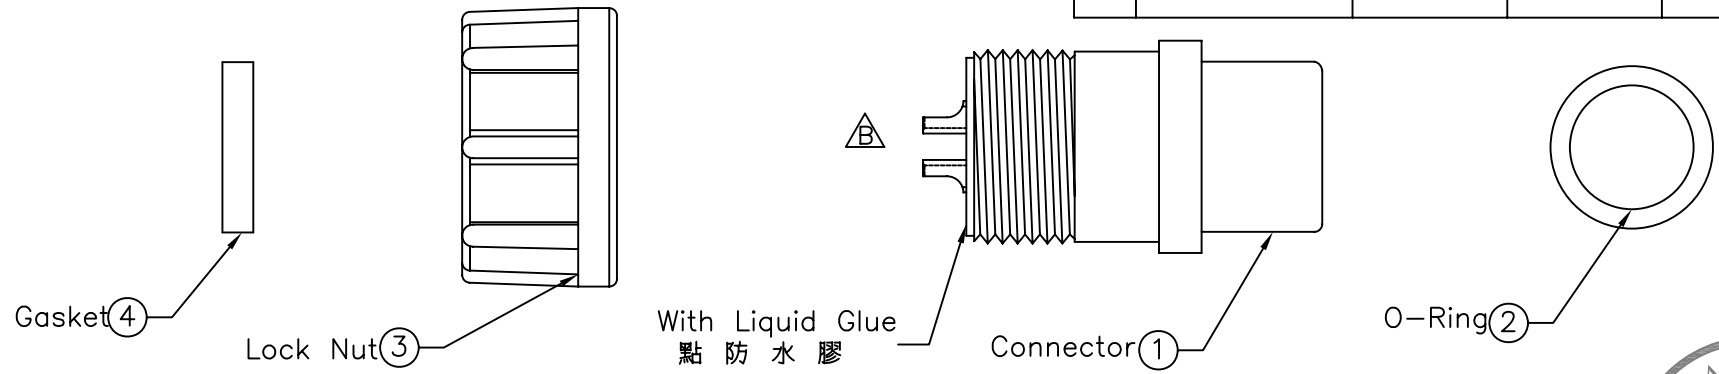 B
Gasket 4
Lock Nut 3
With Liquid Glue
點防水膠
Connector 1
O-Ring 2